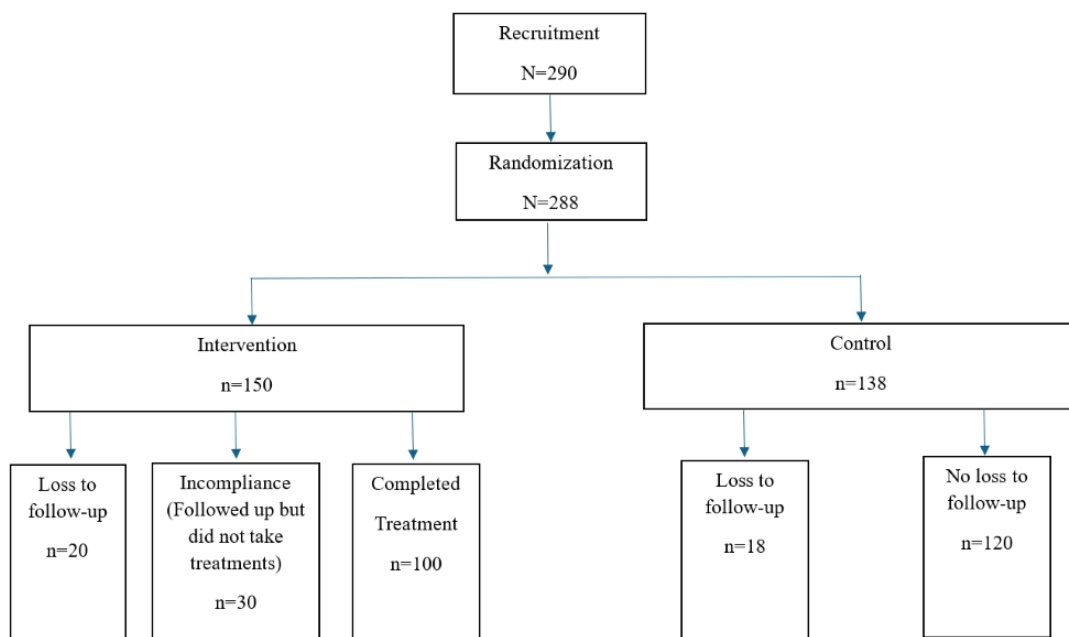 Recruitment
N=290
Randomization
N=288
Intervention
n=150
Control
n=138
Loss to
follow-up
n=20
Incompliance
(Followed up but
did not take
treatments)
n=30
Completed
Treatment
n=100
Loss to
follow-up
n=18
No loss to
follow-up
n=120